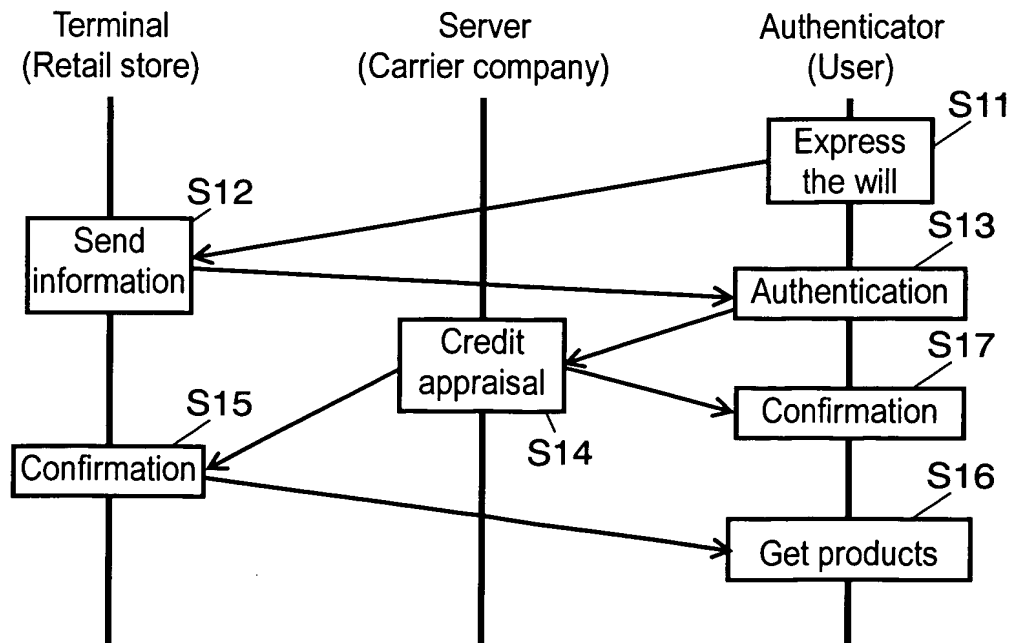 Terminal
(Retail store)
Server
(Carrier company)
Authenticator
(User)
S11
Express
the will
S12
Send
information
S13
Authentication
Credit
appraisal
S14
S17
Confirmation
S15
Confirmation
S16
Get products